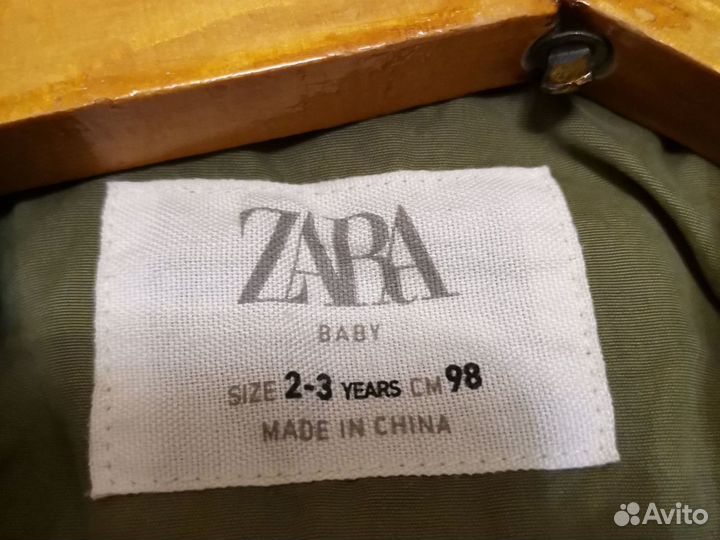 ZARA
BABY
SIZE 2-3 YEARS CM 98
MADE IN CHINA
Avito